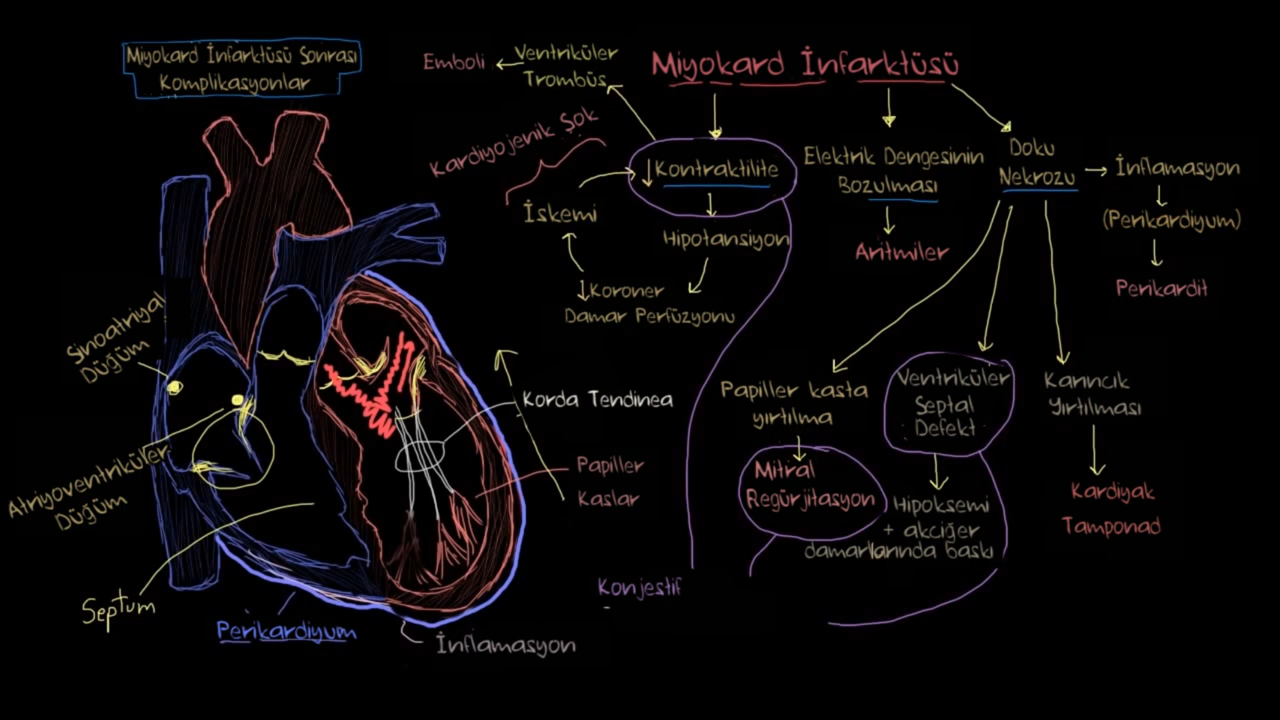 Miyokard İnfarktüsü Sonrası
Komplikasyonlar
Emboli
Ventriküler
Trombüs
Miyokard İnfarktüsü
Kardiyojenik Şok
↓Kontraktilite
İskemi
Hipotansiyon
↓Koroner
Damar Perfüzyonu
Elektrik Dengesinin
Bozulması
Aritmiler
Doku
Nekrozu
İnflamasyon
(Perikardiyum)
Perikardit
Papiller kasta
yırtılma
Mitral
Regürjitasyon
Ventriküler
Septal
Defekt
Hipoksemi
+ akciğer
damarlarında baskı
Karıncık
Yırtılması
Kardiyak
Tamponad
Konjestif
Sinoatriyal
Düğüm
Atriyoventriküler
Düğüm
Septum
Perikardiyum
İnflamasyon
Korda Tendinea
Papiller
Kaslar